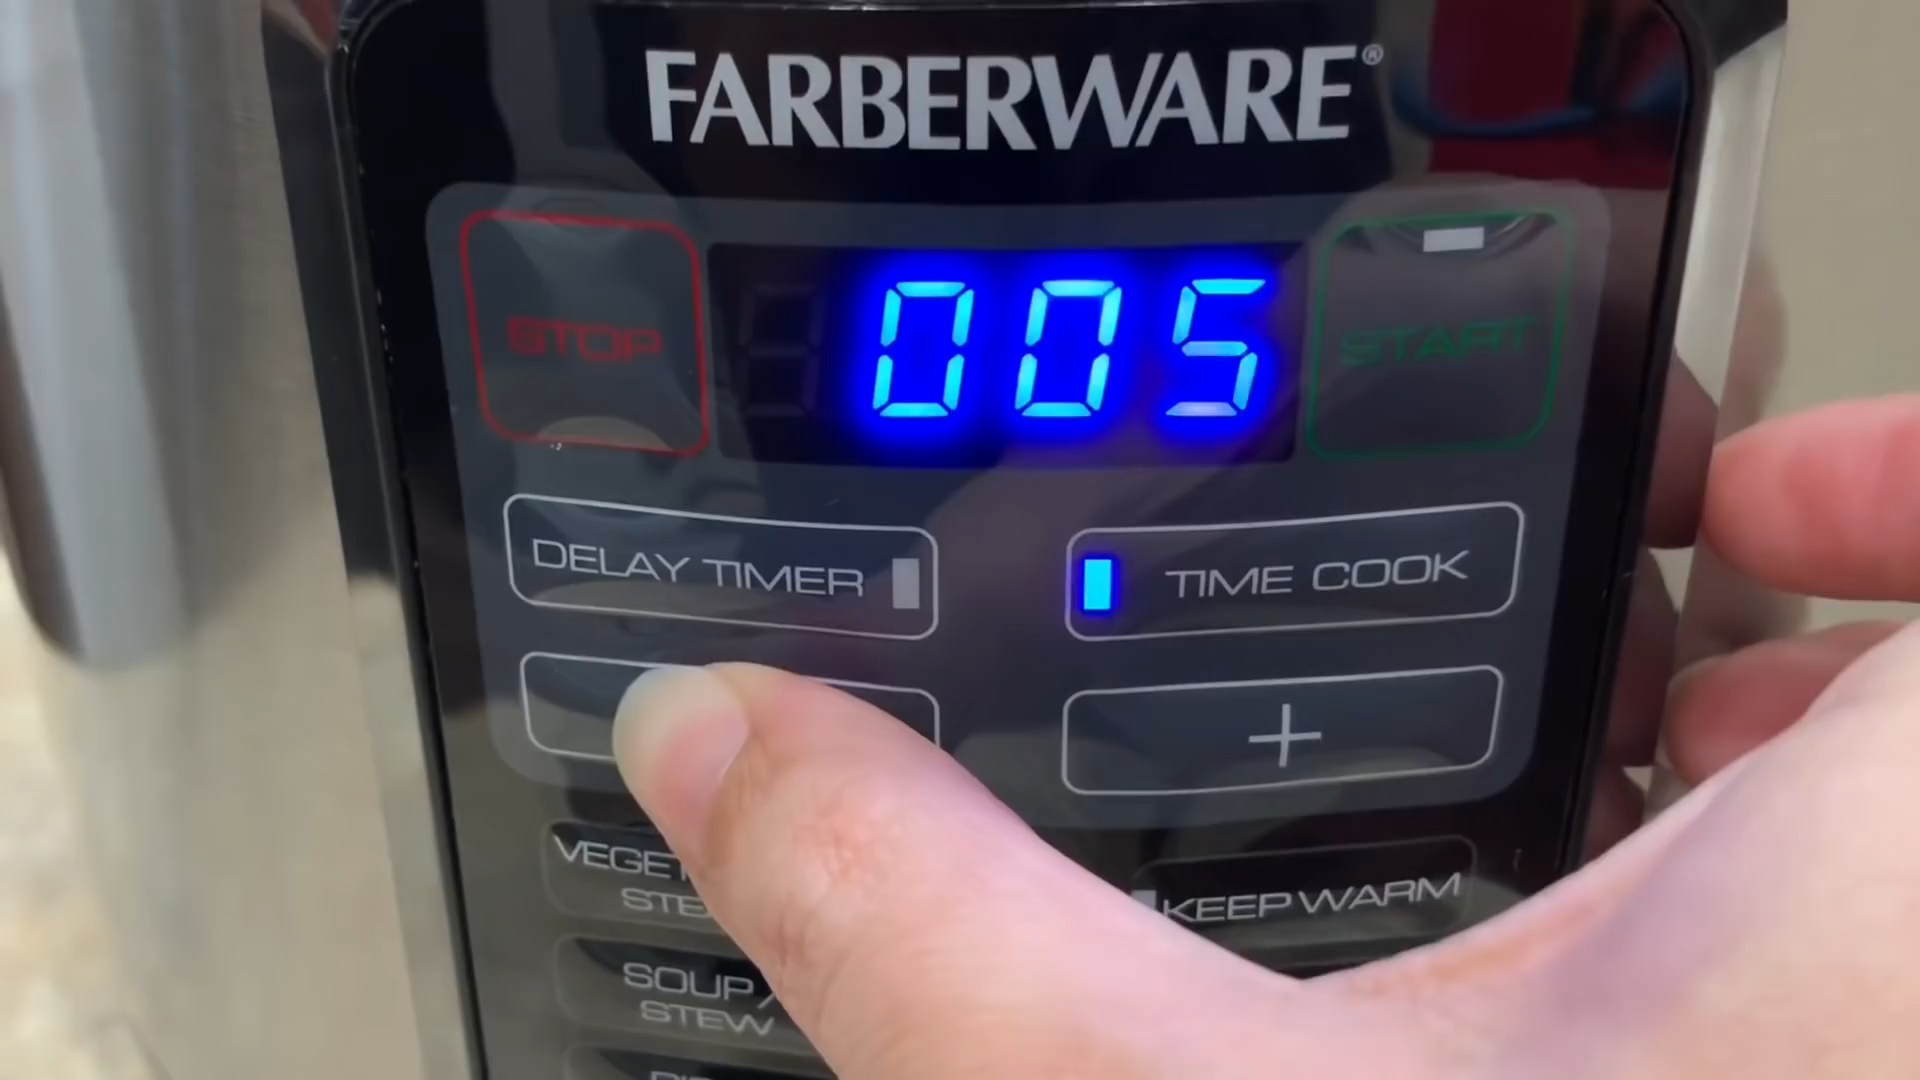 FARBERWARE®
STOP
005
START
DELAY TIMER
TIME COOK
+
KEEP WARM
SOUP /
STEW